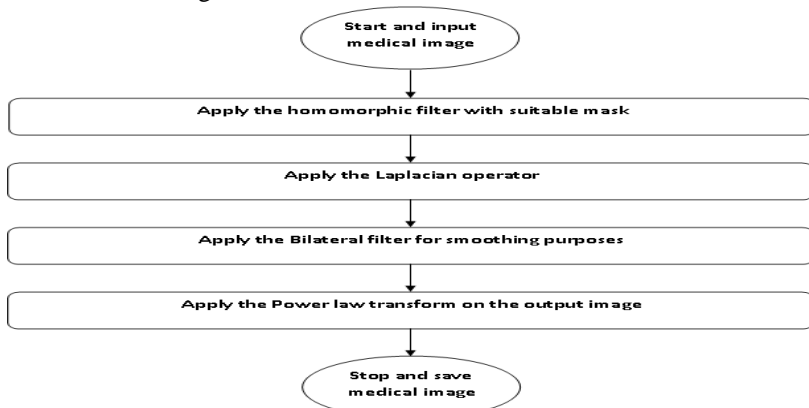 Start and input
medical image
Apply the homomorphic filter with suitable mask
Apply the Laplacian operator
Apply the Bilateral filter for smoothing purposes
Apply the Power law transform on the output image
Stop and save
medical image